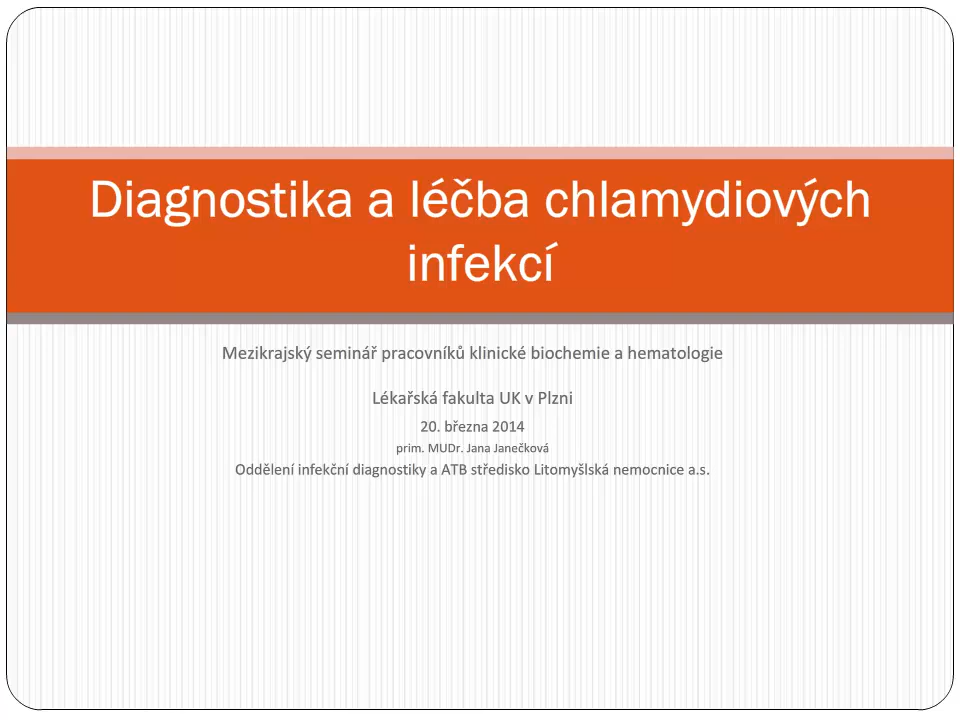 Diagnostika a léčba chlamydiových
infekcí
Mezikrajský seminář pracovníků klinické biochemie a hematologie
Lékařská fakulta UK v Plzni
20. března 2014
prim. MUDr. Jana Janečková
Oddělení infekční diagnostiky a ATB středisko Litomyšlská nemocnice a.s.